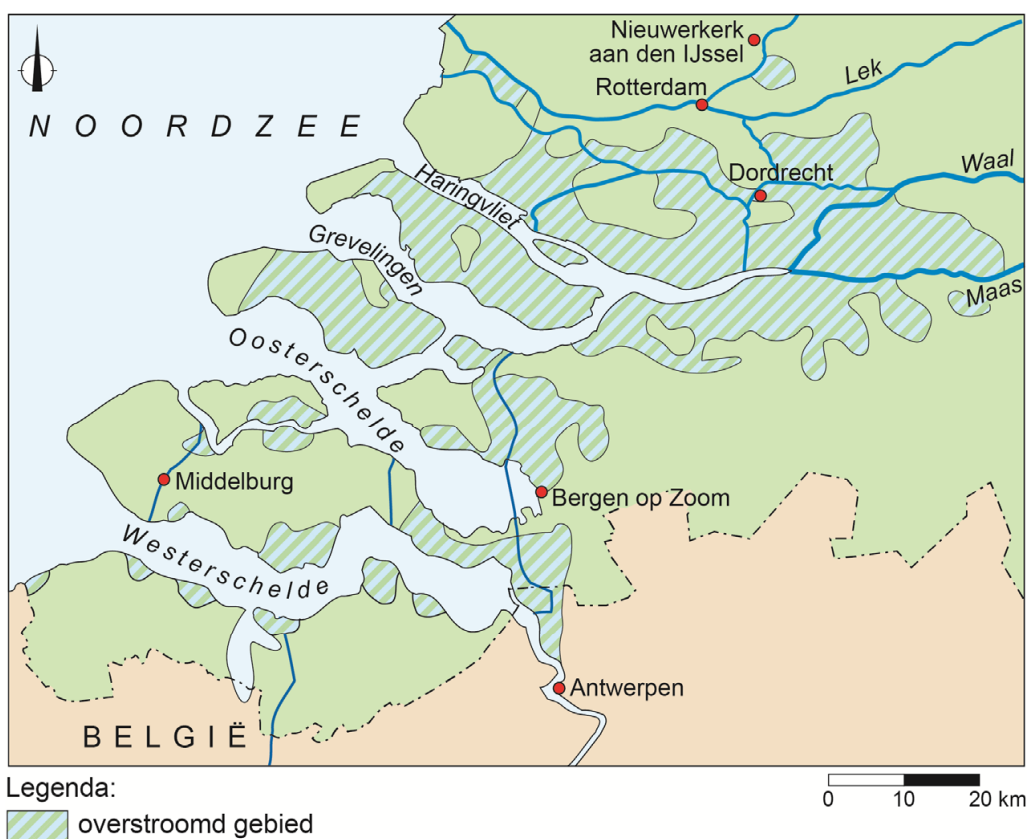 Nieuwerkerk
aan den IJssel
Rotterdam
Lek
NOORDZEE
Waal
Dordrecht
Haringvliet
Grevelingen
Maas
Oosterschelde
Middelburg
Bergen op Zoom
Westerschelde
Antwerpen
BELGIË
Legenda:
0 10 20 km
overstroomd gebied